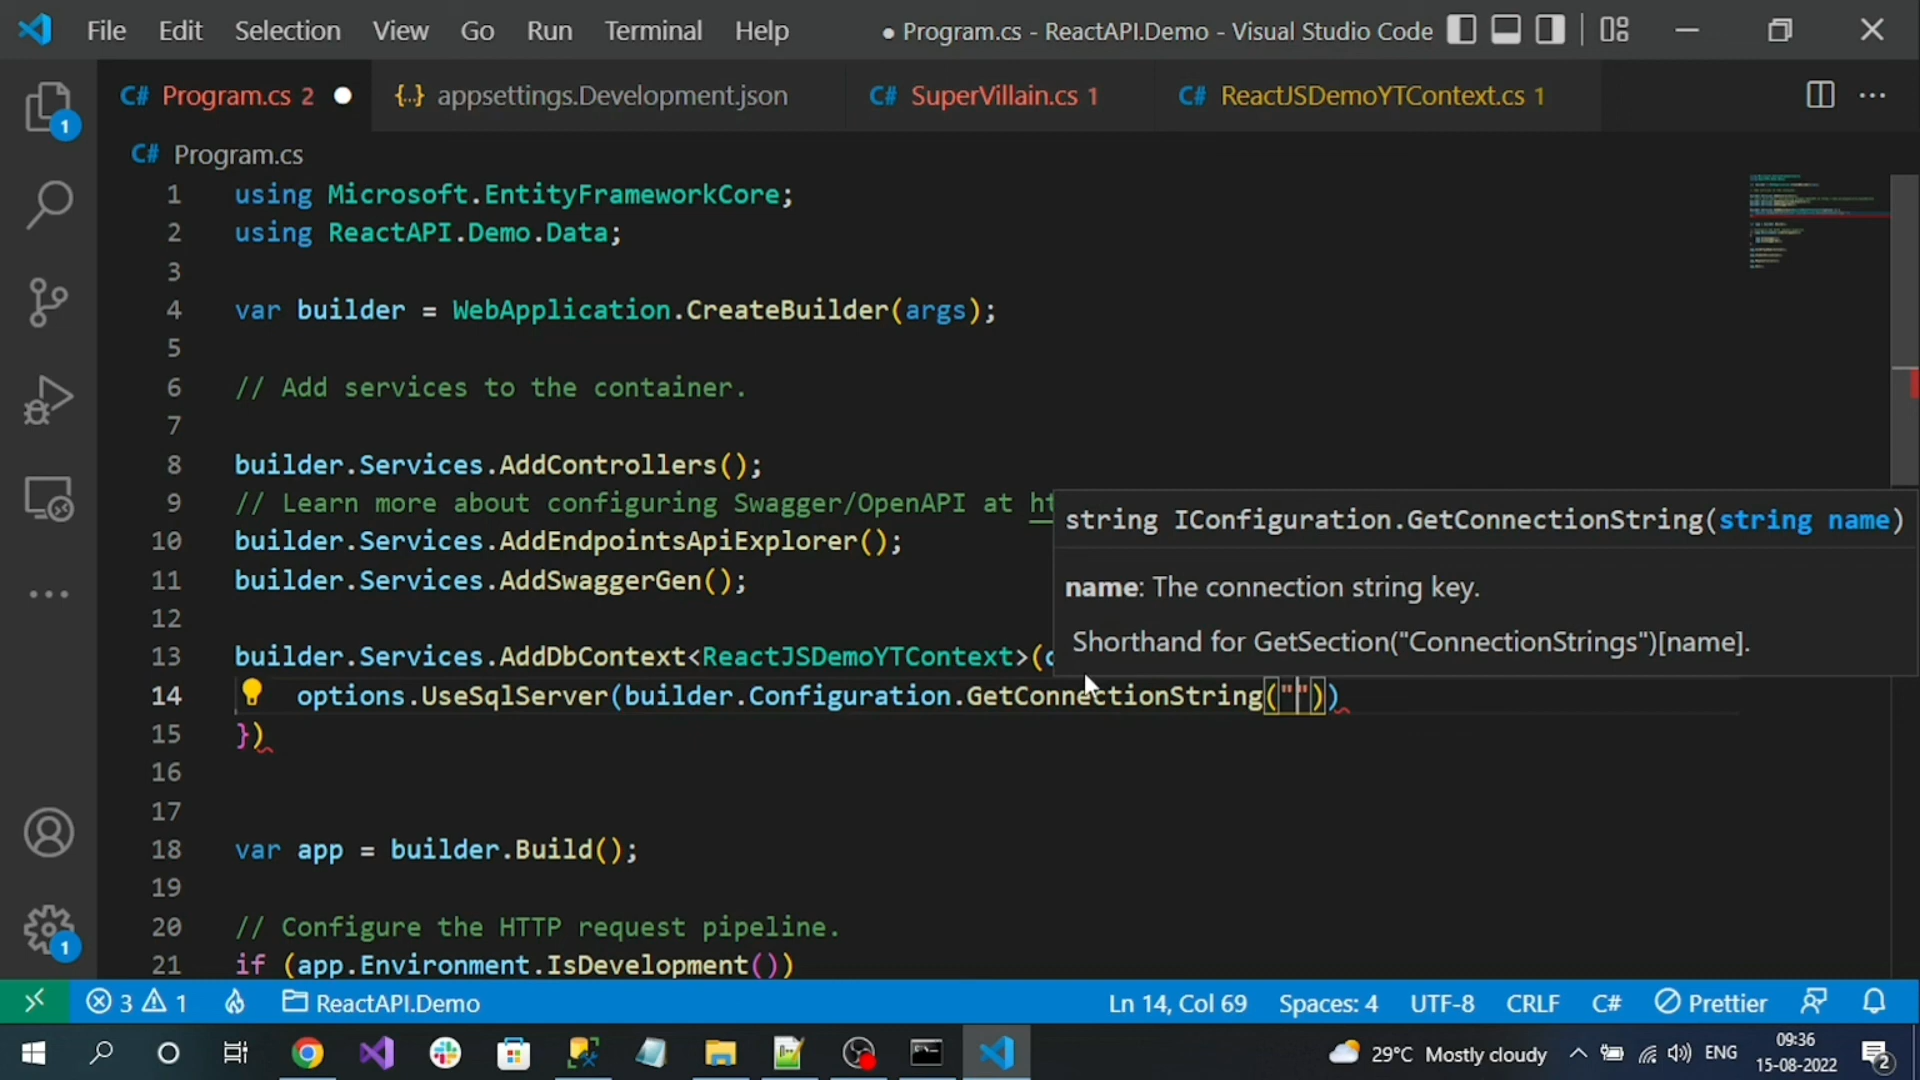 File Edit Selection View Go Run Terminal Help ● Program.cs - ReactAPI.Demo - Visual Studio Code
C# Program.cs 2 ● {..} appsettings.Development.json C# SuperVillain.cs 1 C# ReactJSDemoYTContext.cs 1 ···
1
C# Program.cs
1 using Microsoft.EntityFrameworkCore;
2 using ReactAPI.Demo.Data;
3
4 var builder = WebApplication.CreateBuilder(args);
5
6 // Add services to the container.
7
8 builder.Services.AddControllers();
9 // Learn more about configuring Swagger/OpenAPI at ht
string IConfiguration.GetConnectionString(string name)
10 builder.Services.AddEndpointsApiExplorer();
name: The connection string key.
11 builder.Services.AddSwaggerGen();
12
Shorthand for GetSection("ConnectionStrings")[name].
13 builder.Services.AddDbContext<ReactJSDemoYTContext>(
14 options.UseSqlServer(builder.Configuration.GetConnectionString(""))
15 })
16
17
18 var app = builder.Build();
19
20 // Configure the HTTP request pipeline.
1
21 if (app.Environment.IsDevelopment())
3 1 ReactAPI.Demo Ln 14, Col 69 Spaces: 4 UTF-8 CRLF C# Prettier
29°C Mostly cloudy ENG 09:36
15-08-2022 2